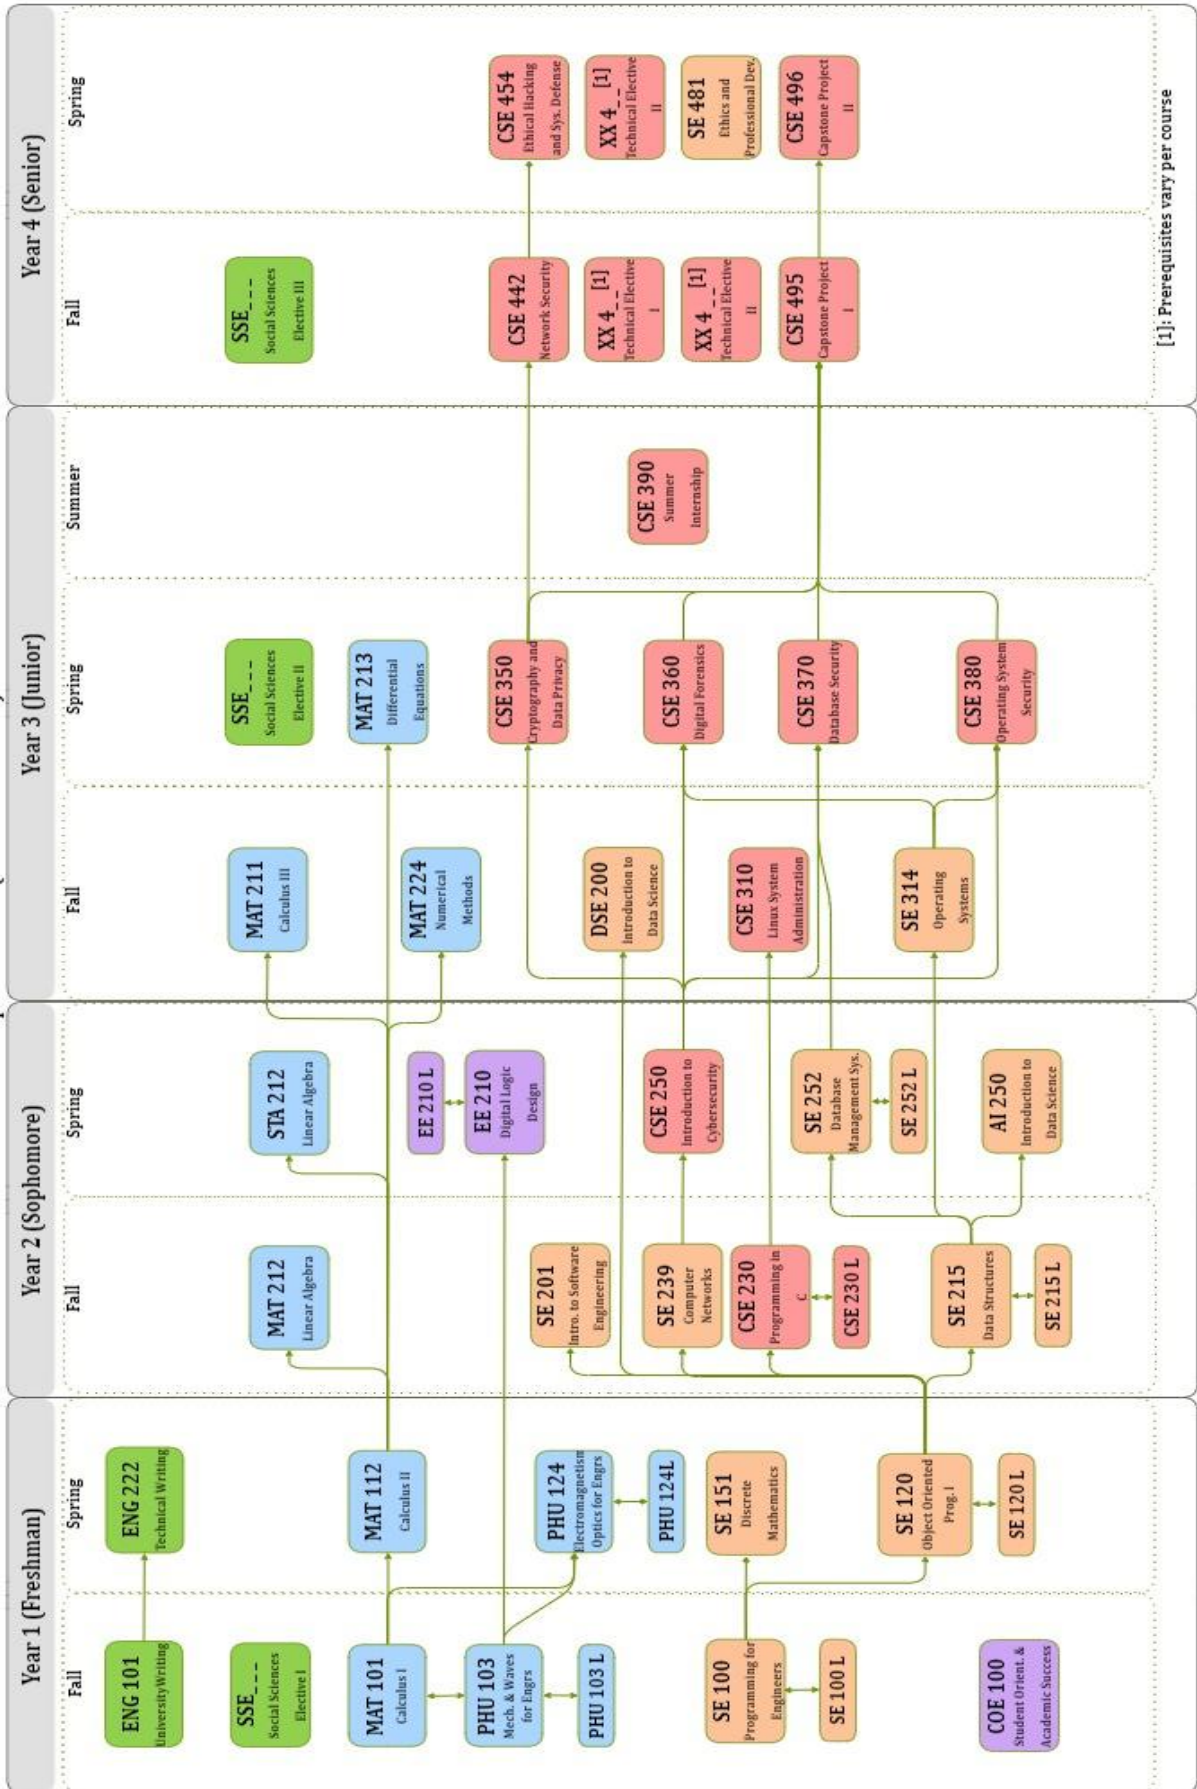 Year 1 (Freshman)
Fall
ENG 101
UniversityWriting
SSE_ _ _
Social Sciences
Elective I
MAT 101
Calculus I
PHU 103
Mech. & Waves
for Engrs
PHU 103 L
SE 100
Programming for
Engineers
SE 100 L
COE 100
Student Orient. &
Academic Success
Spring
ENG 222
Technical Writing
MAT 112
Calculus II
PHU 124
Electromagnetism
Optics for Engrs
PHU 124L
SE 151
Discrete
Mathematics
SE 120
Object Oriented
Prog. I
SE 120 L
Year 2 (Sophomore)
Fall
MAT 212
Linear Algebra
SE 201
Intro. to Software
Engineering
SE 239
Computer
Networks
CSE 230
Programming in
C
CSE 230 L
SE 215
Data Structures
SE 215 L
Spring
STA 212
Linear Algebra
EE 210 L
EE 210
Digital Logic
Design
CSE 250
Introduction to
Cybersecurity
SE 252
Database
Management Sys.
SE 252 L
AI 250
Introduction to
Data Science
Year 3 (Junior)
Fall
MAT 211
Calculus III
MAT 224
Numerical
Methods
DSE 200
Introduction to
Data Science
CSE 310
Linux System
Administration
SE 314
Operating
Systems
Spring
SSE_ _ _
Social Sciences
Elective II
MAT 213
Differential
Equations
CSE 350
Cryptography and
Data Privacy
CSE 360
Digital Forensics
CSE 370
Database Security
CSE 380
Operating System
Security
Summer
CSE 390
Summer
Internship
Year 4 (Senior)
Fall
SSE_ _ _
Social Sciences
Elective III
CSE 442
Network Security
XX 4_ _ [1]
Technical Elective
I
XX 4_ _ [1]
Technical Elective
II
CSE 495
Capstone Project
I
Spring
CSE 454
Ethical Hacking
and Sys. Defense
XX 4_ _ [1]
Technical Elective
II
SE 481
Ethics and
Professional Dev.
CSE 496
Capstone Project
II
[1]: Prerequisites vary per course